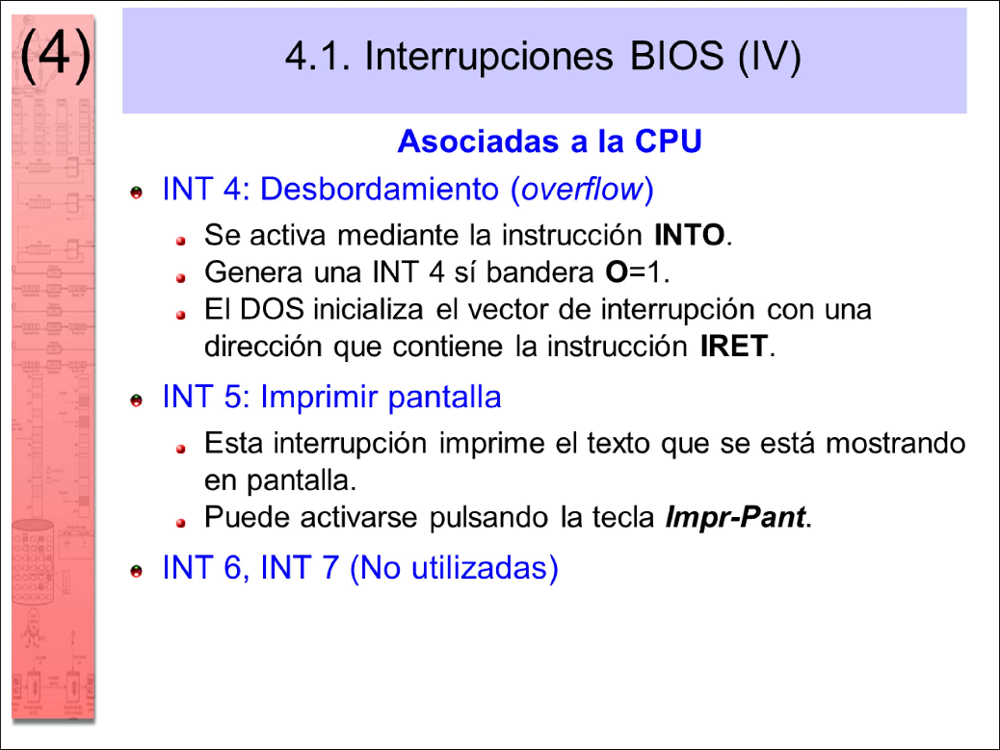 (4)
4.1. Interrupciones BIOS (IV)
Asociadas a la CPU
INT 4: Desbordamiento (overflow)
Se activa mediante la instrucción INTO.
Genera una INT 4 sí bandera O=1.
El DOS inicializa el vector de interrupción con una
dirección que contiene la instrucción IRET.
INT 5: Imprimir pantalla
Esta interrupción imprime el texto que se está mostrando
en pantalla.
Puede activarse pulsando la tecla Impr-Pant.
INT 6, INT 7 (No utilizadas)